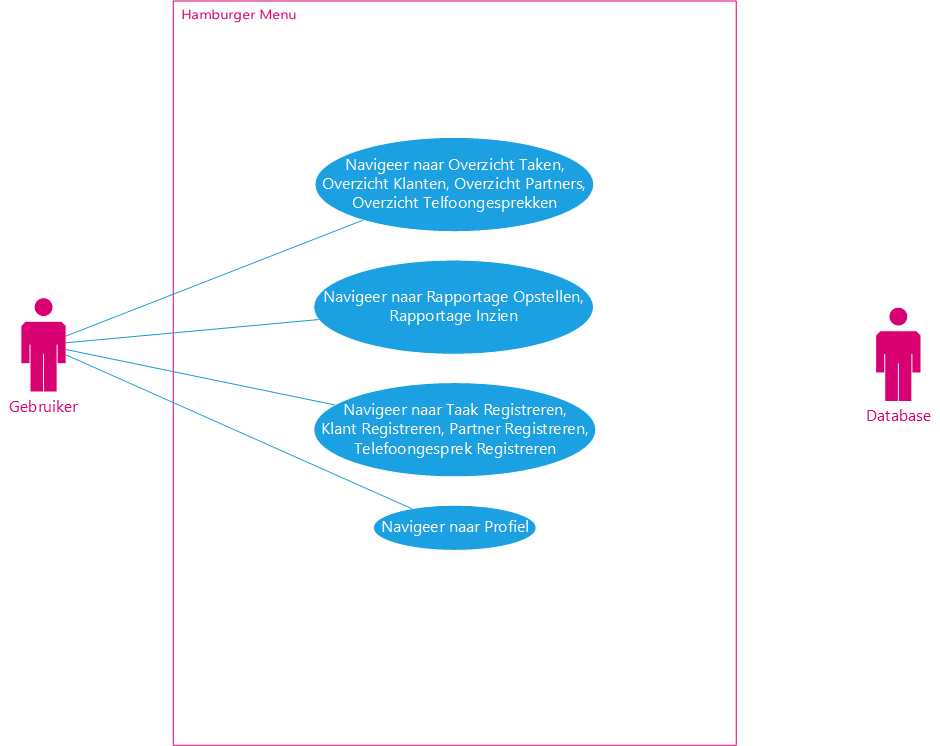 Hamburger Menu
Navigeer naar Overzicht Taken,
Overzicht Klanten, Overzicht Partners,
Overzicht Telfoongesprekken
Navigeer naar Rapportage Opstellen,
Rapportage Inzien
Gebruiker
Database
Navigeer naar Taak Registreren,
Klant Registreren, Partner Registreren,
Telefoongesprek Registreren
Navigeer naar Profiel